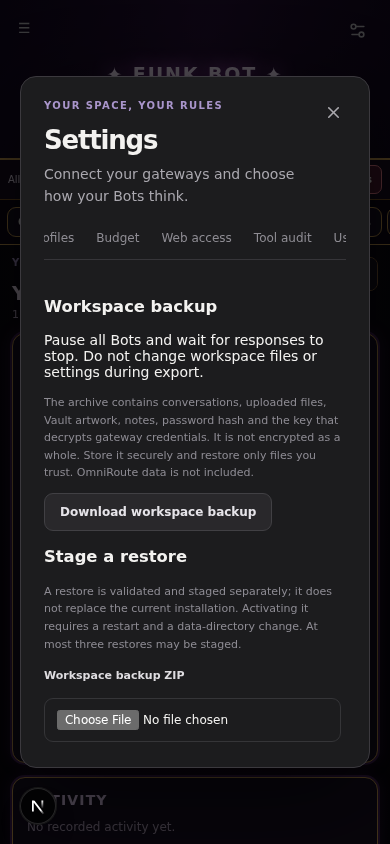 ☰
✦ FUNK BOT ✦
All
YOUR SPACE, YOUR RULES
×
Settings
Connect your gateways and choose
how your Bots think.
ofiles Budget Web access Tool audit Us
Workspace backup
Pause all Bots and wait for responses to
stop. Do not change workspace files or
settings during export.
The archive contains conversations, uploaded files,
Vault artwork, notes, password hash and the key that
decrypts gateway credentials. It is not encrypted as a
whole. Store it securely and restore only files you
trust. OmniRoute data is not included.
Download workspace backup
Stage a restore
A restore is validated and staged separately; it does
not replace the current installation. Activating it
requires a restart and a data-directory change. At
most three restores may be staged.
Workspace backup ZIP
Choose File No file chosen
N
TIVITY
No recorded activity yet.